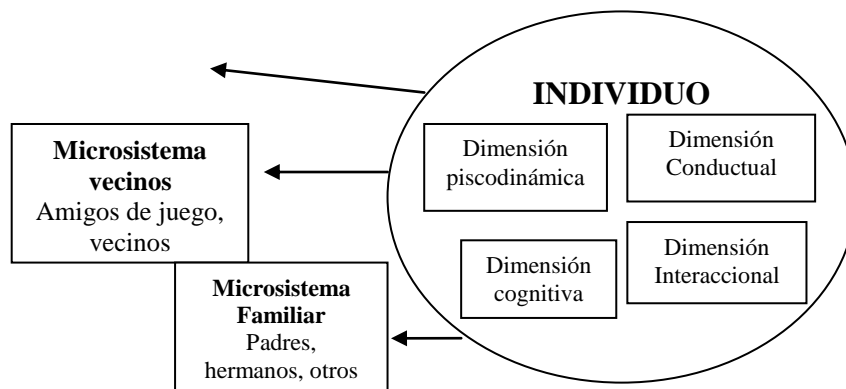 INDIVIDUO
Dimensión
piscodinámica
Dimensión
Conductual
Microsistema
vecinos
Amigos de juego,
vecinos
Dimensión
cognitiva
Dimensión
Interaccional
Microsistema
Familiar
Padres,
hermanos, otros